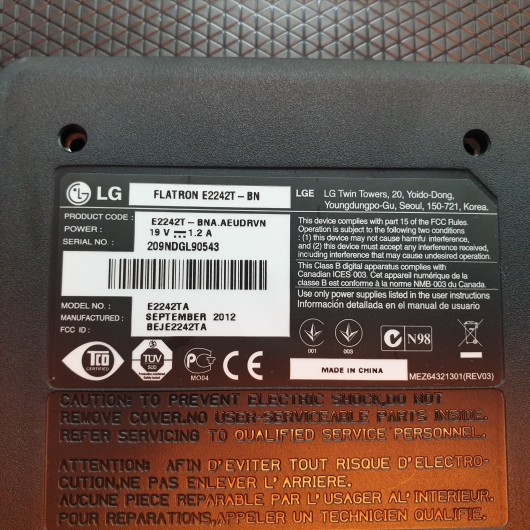 LG FLATRON E2242T-BN
LGE LG Twin Towers, 20, Yoido-Dong,
Youngdungpo-Gu, Seoul, 150-721, Korea.
PRODUCT CODE : E2242T-BNA.AEUDRVN
POWER : 19 V 1.2 A
SERIAL NO. : 209NDGL90543
This device complies with part 15 of the FCC Rules.
Operation is subject to the following two conditions
: (1) this device may not cause harmful interference,
and (2) this device must accept any interference received,
including interference that may cause undesired operation.
This Class B digital apparatus complies with
Canadian ICES 003. Cet appareil numérique de la
classe B est conforme à la norme NMB-003 du Canada.
Use only power supplies listed in the user instructions
Información detallada en el manual de usuario
MODEL NO. : E2242TA
MANUFACTURED : SEPTEMBER 2012
FCC ID : BEJE2242TA
TCO
CERTIFIED
TÜV
SUD
PG
MO04
CE
001
003
N98
MADE IN CHINA
MEZ64321301(REV03)
CAUTION: TO PREVENT ELECTRIC SHOCK,DO NOT
REMOVE COVER.NO USER-SERVICEABLE PARTS INSIDE.
REFER SERVICING TO QUALIFIED SERVICE PERSONNEL.
ATTENTION: AFIN D'EVITER TOUT RISQUE D'ELECTRO-
CUTION,NE PAS ENLEVER L'ARRIERE.
AUCUNE PIECE REPARABLE PAR L'USAGER AL'INTERIEUR.
POUR REPARATIONS,APPELER UN TECHNICIEN QUALIFIE.